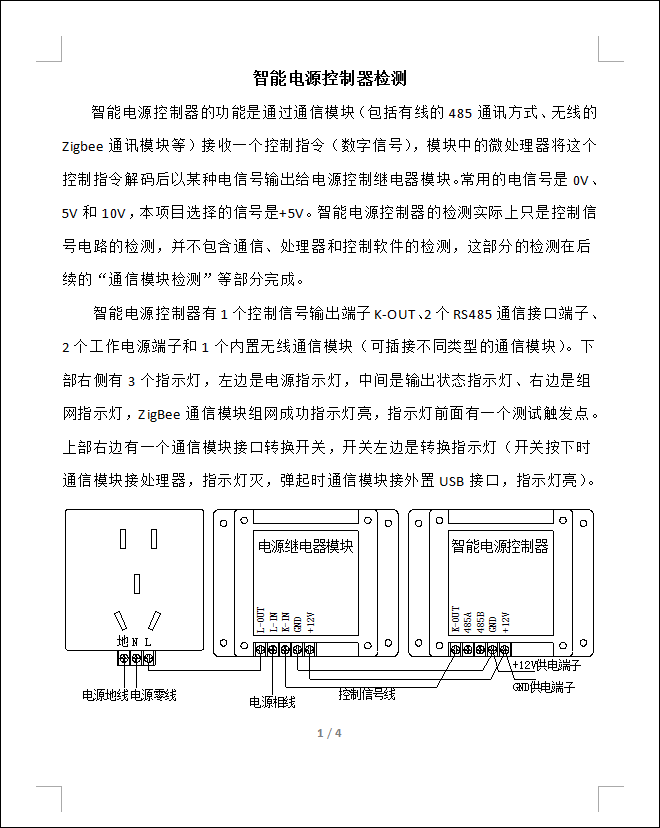 智能电源控制器检测
智能电源控制器的功能是通过通信模块（包括有线的 485 通讯方式、无线的
Zigbee 通讯模块等）接收一个控制指令（数字信号），模块中的微处理器将这个
控制指令解码后以某种电信号输出给电源控制继电器模块。常用的电信号是 0V、
5V 和 10V，本项目选择的信号是+5V。智能电源控制器的检测实际上只是控制信
号电路的检测，并不包含通信、处理器和控制软件的检测，这部分的检测在后
续的“通信模块检测”等部分完成。
智能电源控制器有 1 个控制信号输出端子 K-OUT、2 个 RS485 通信接口端子、
2 个工作电源端子和 1 个内置无线通信模块（可插接不同类型的通信模块）。下
部右侧有 3 个指示灯，左边是电源指示灯，中间是输出状态指示灯、右边是组
网指示灯，ZigBee 通信模块组网成功指示灯亮，指示灯前面有一个测试触发点。
上部右边有一个通信模块接口转换开关，开关左边是转换指示灯（开关按下时
通信模块接处理器，指示灯灭，弹起时通信模块接外置 USB 接口，指示灯亮）。
地 N L
电源地线 电源零线
电源继电器模块
L-OUT
L-IN
K-IN
GND
+12V
电源相线
控制信号线
智能电源控制器
K-OUT
485A
485B
GND
+12V
+12V供电端子
GND供电端子
1 / 4